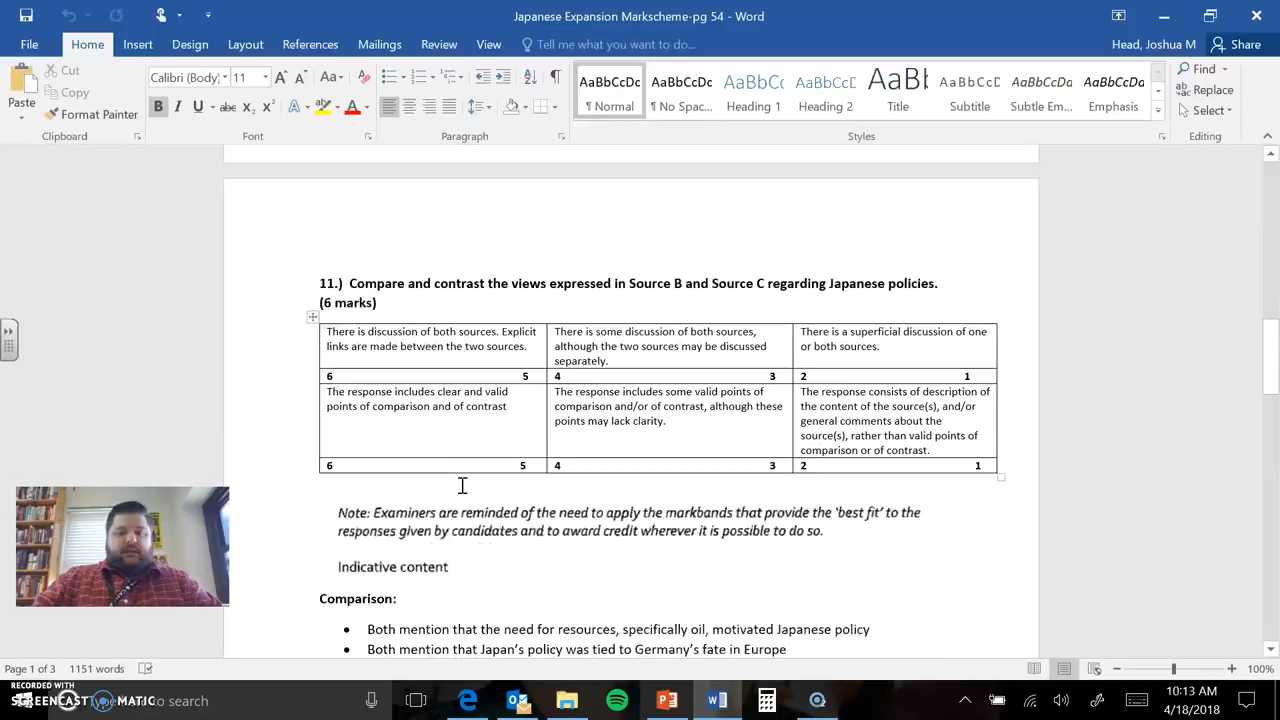 Japanese Expansion Markscheme-pg 54 - Word
File Home Insert Design Layout References Mailings Review View Tell me what you want to do... Head, Joshua M Share
Paste
Cut
Copy
Format Painter
Clipboard
Calibri (Body) 11
Font
Paragraph
AaBbCcDc AaBbCcDc AaBbCc AaBbCcC AaBl AaBbCcD AaBbCcDc AaBbCcDc
¶ Normal ¶ No Spac... Heading 1 Heading 2 Title Subtitle Subtle Em... Emphasis
Styles
Find
Replace
Select
Editing
11.) Compare and contrast the views expressed in Source B and Source C regarding Japanese policies.
(6 marks)
There is discussion of both sources. Explicit
links are made between the two sources.
There is some discussion of both sources,
although the two sources may be discussed
separately.
There is a superficial discussion of one
or both sources.
6 5 4 3 2 1
The response includes clear and valid
points of comparison and of contrast
The response includes some valid points of
comparison and/or of contrast, although these
points may lack clarity.
The response consists of description of
the content of the source(s), and/or
general comments about the
source(s), rather than valid points of
comparison or of contrast.
6 5 4 3 2 1
Note: Examiners are reminded of the need to apply the markbands that provide the 'best fit' to the
responses given by candidates and to award credit wherever it is possible to do so.
Indicative content
Comparison:
• Both mention that the need for resources, specifically oil, motivated Japanese policy
• Both mention that Japan's policy was tied to Germany's fate in Europe
Page 1 of 3 1151 words 100%
RECORDED WITH
SCREENCAST MATIC
search
10:13 AM
4/18/2018